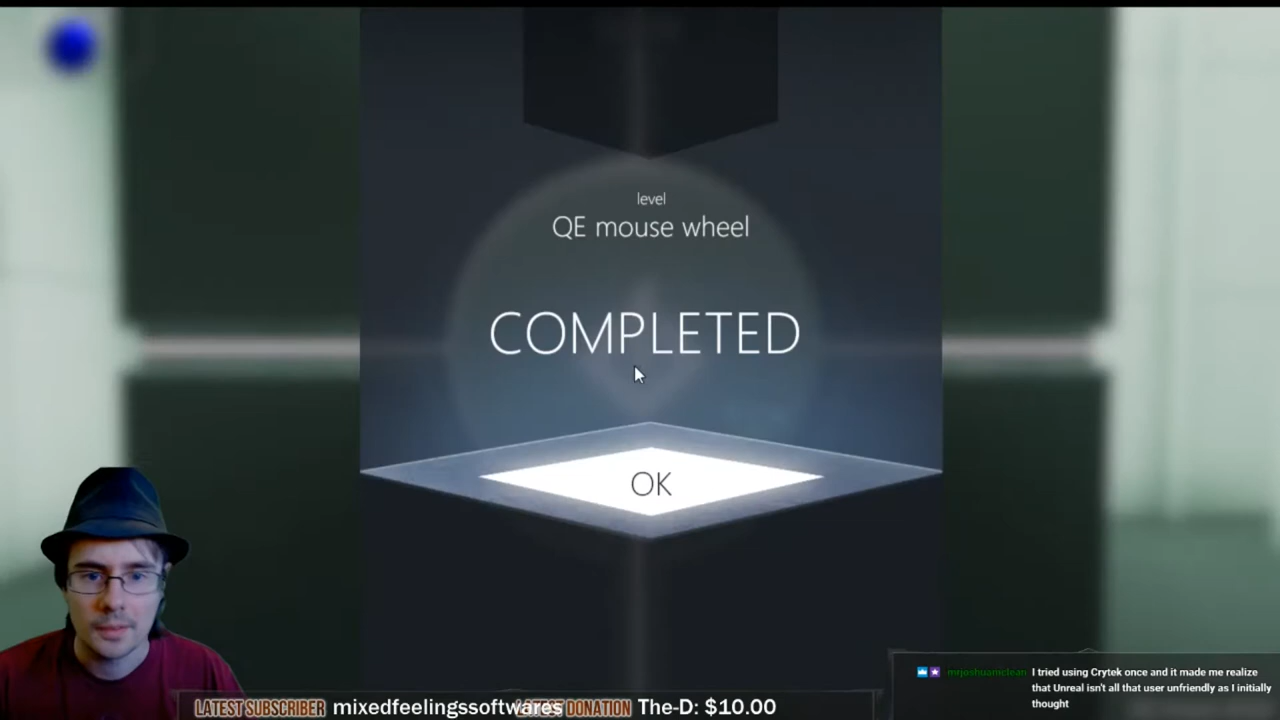 level
QE mouse wheel
COMPLETED
OK
mrjoshuamclean I tried using Crytek once and it made me realize
that Unreal isn't all that user unfriendly as I initially
thought
LATEST SUBSCRIBER mixedfeelingssoftwares LATEST DONATION The-D: $10.00